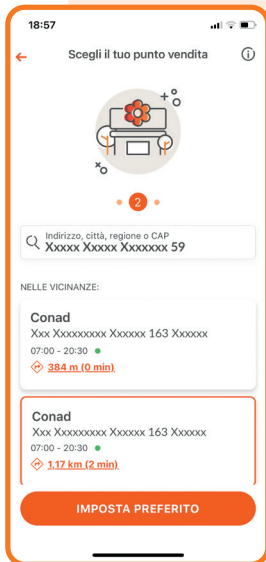 18:57
Scegli il tuo punto vendita
2
Indirizzo, città, regione o CAP
Xxxxx Xxxxx Xxxxxxx 59
NELLE VICINANZE:
Conad
Xxx Xxxxxxxxx Xxxxxx 163 Xxxxxx
07:00 - 20:30
384 m (0 min)
Conad
Xxx Xxxxxxxxx Xxxxxx 163 Xxxxxx
07:00 - 20:30
1,17 km (2 min)
IMPOSTA PREFERITO